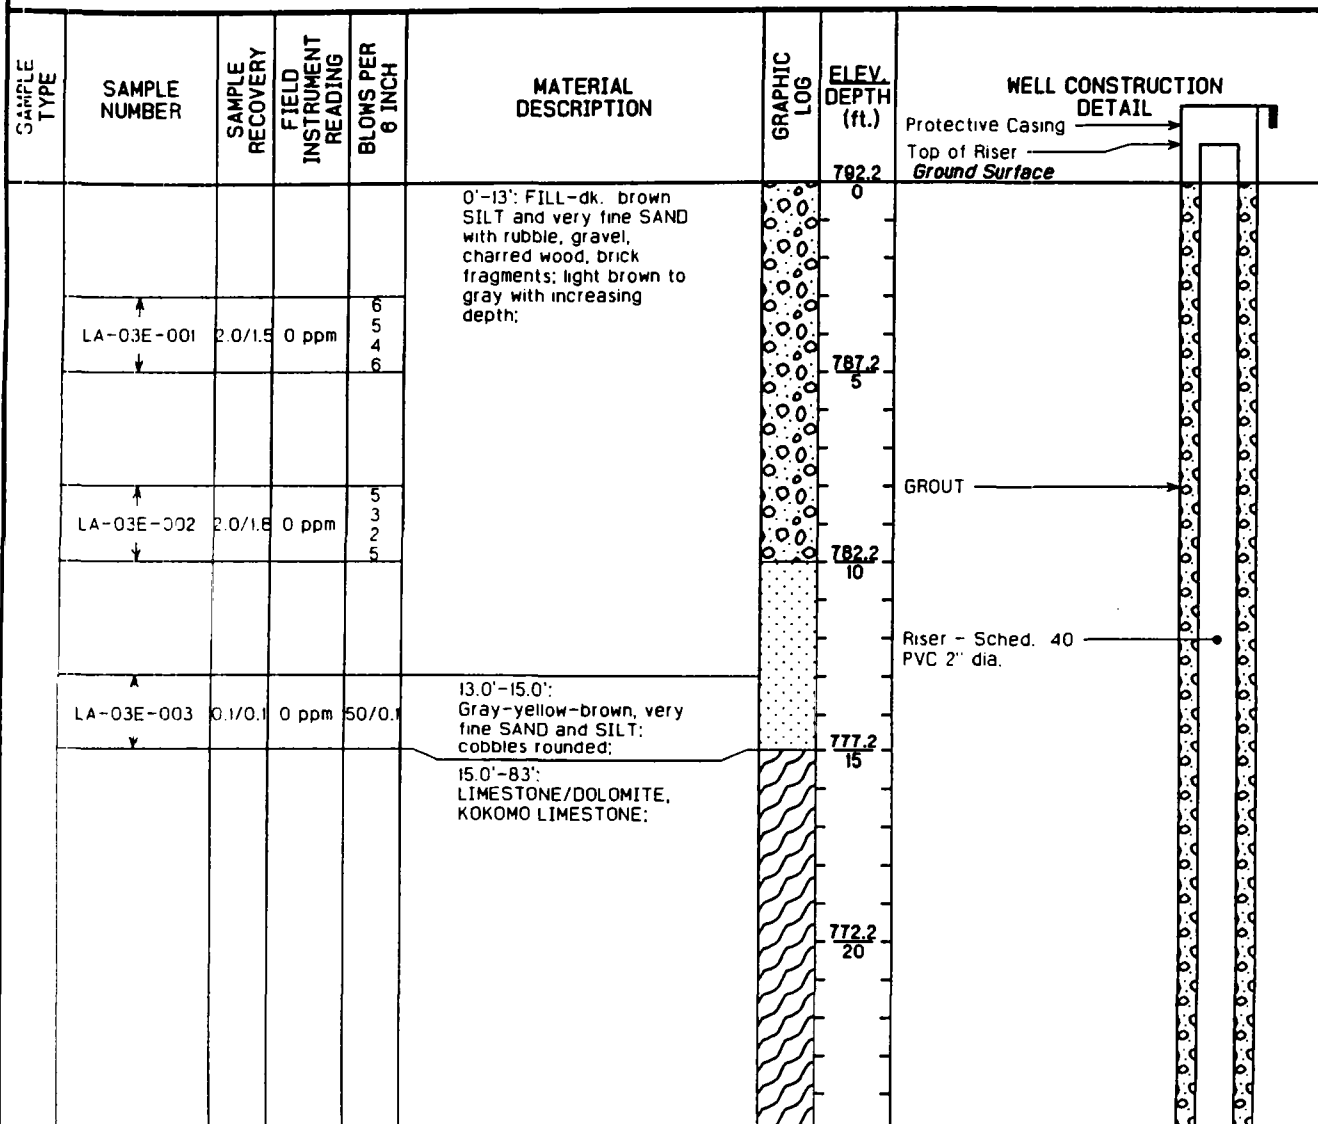 SAMPLE
SAMPLE
TYPE
SAMPLE
NUMBER
SAMPLE
RECOVERY
FIELD
INSTRUMENT
READING
BLOWS PER
6 INCH
MATERIAL
DESCRIPTION
GRAPHIC
LOG
ELEV.
DEPTH
(ft.)
WELL CONSTRUCTION
DETAIL
Protective Casing
Top of Riser
Ground Surface
792.2
0
0'-13': FILL-dk. brown
SILT and very fine SAND
with rubble, gravel,
charred wood, brick
fragments; light brown to
gray with increasing
depth;
LA-03E-001 2.0/1.5 0 ppm
6
5
4
6
787.2
5
LA-03E-002 2.0/1.8 0 ppm
5
3
2
5
GROUT
782.2
10
Riser - Sched. 40
PVC 2" dia.
LA-03E-003 0.1/0.1 0 ppm 50/0.1
13.0'-15.0':
Gray-yellow-brown, very
fine SAND and SILT;
cobbles rounded;
777.2
15
15.0'-83':
LIMESTONE/DOLOMITE,
KOKOMO LIMESTONE;
772.2
20